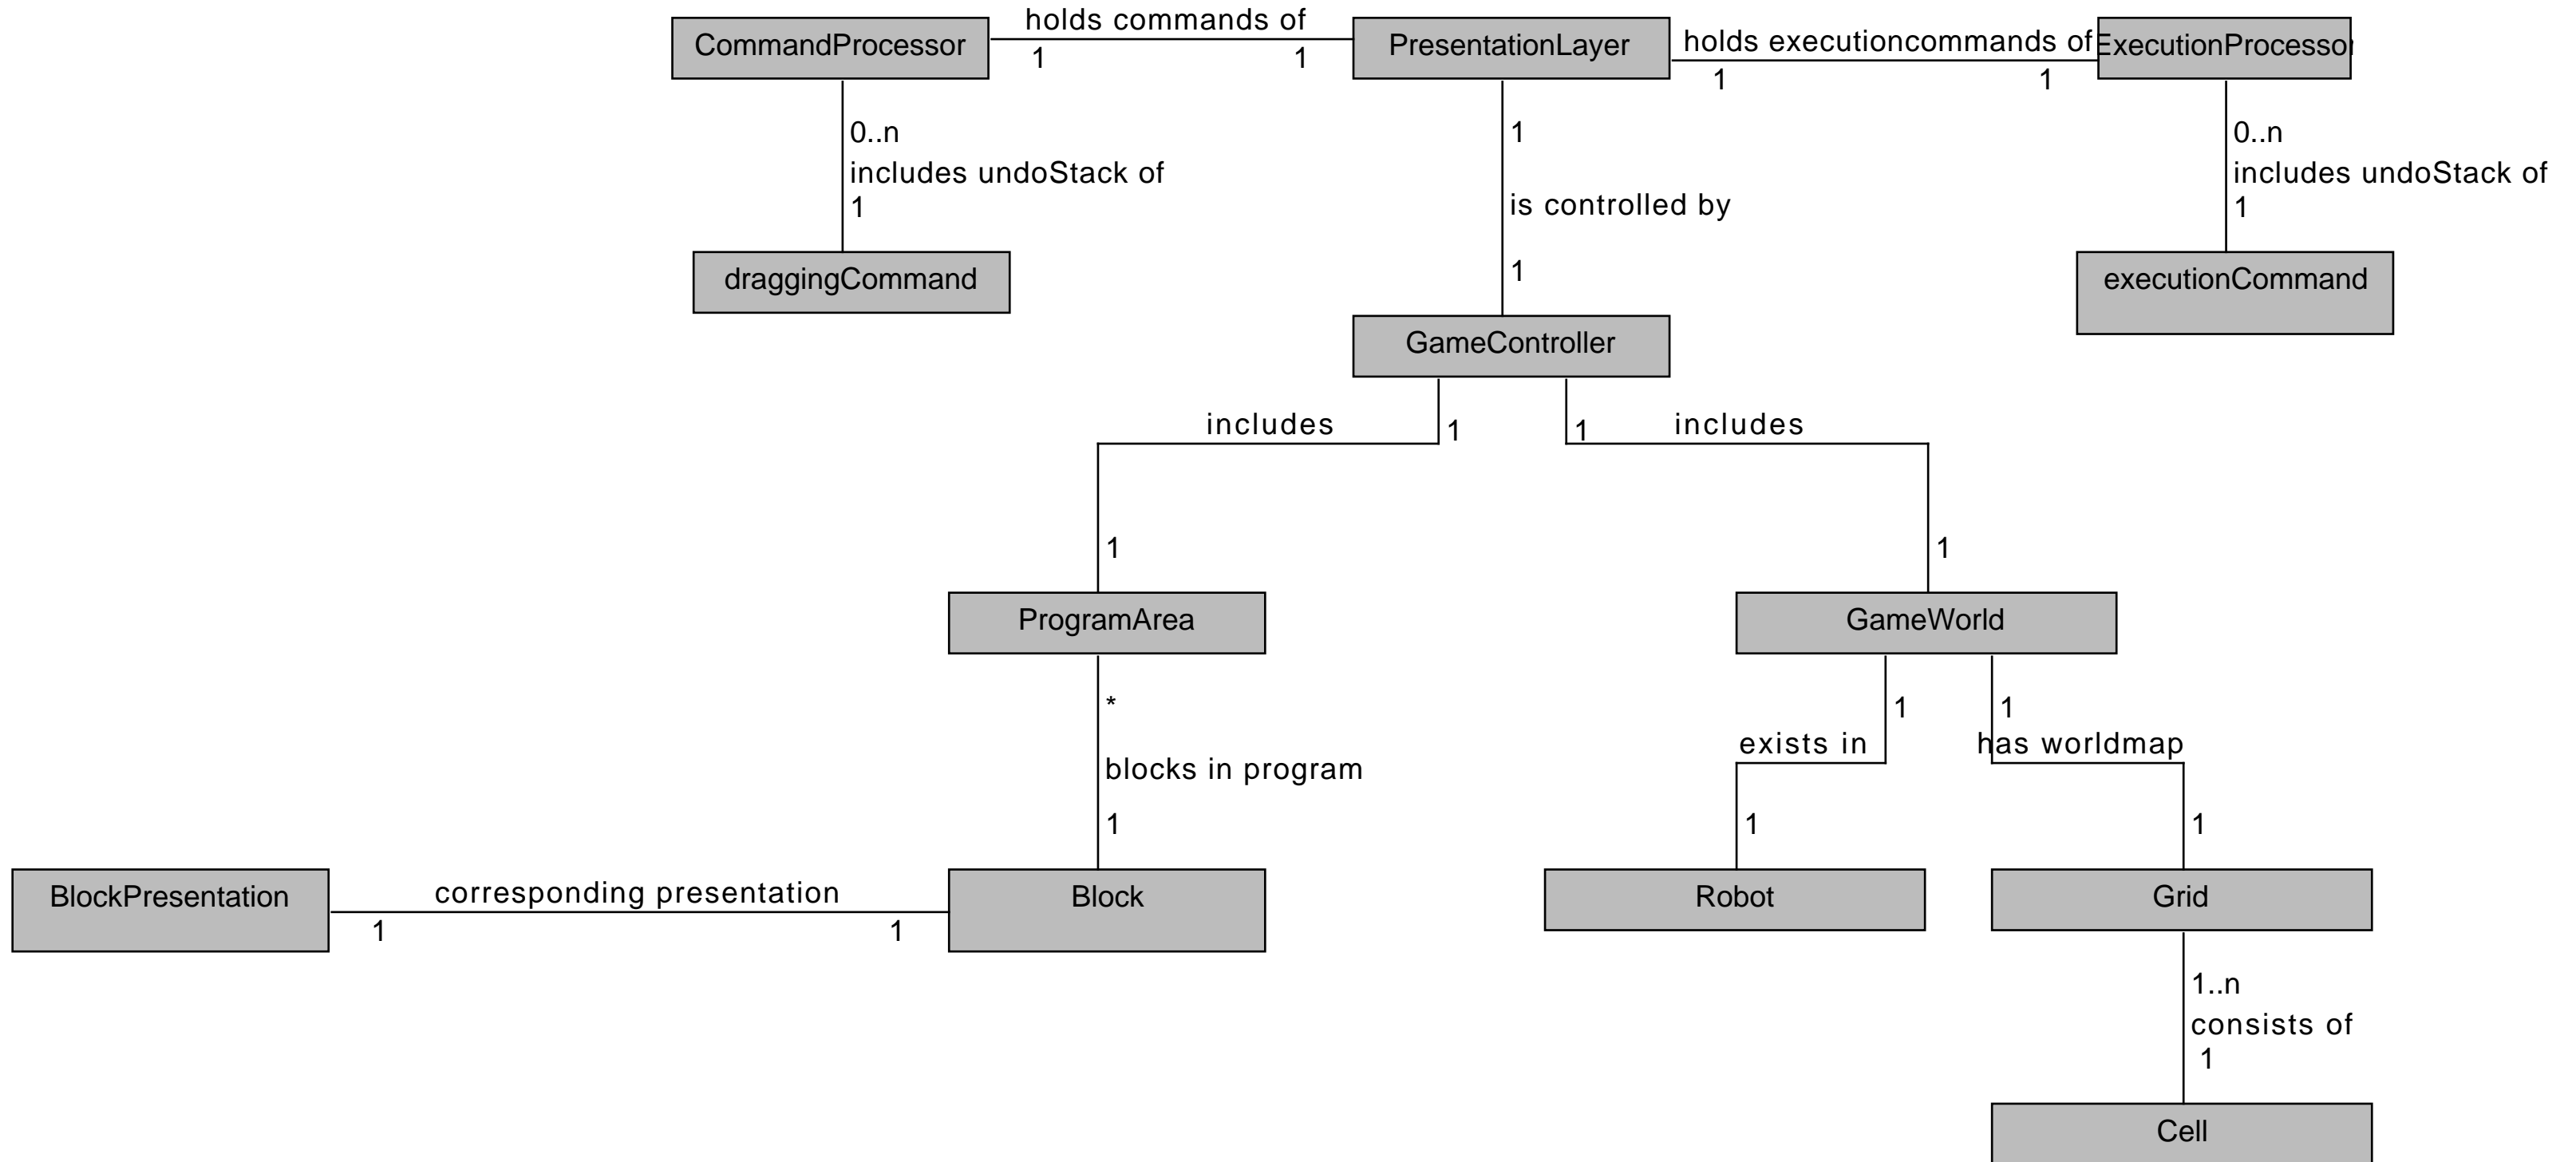 holds commands of
CommandProcessor
1
1
PresentationLayer
holds executioncommands of
1
1
ExecutionProcessor
0..n
includes undoStack of
1
1
is controlled by
1
0..n
includes undoStack of
1
draggingCommand
executionCommand
GameController
includes
1
1
includes
1
1
ProgramArea
GameWorld
*
blocks in program
1
1
exists in
1
1
has worldmap
1
BlockPresentation
corresponding presentation
1
1
Block
Robot
Grid
1..n
consists of
1
Cell